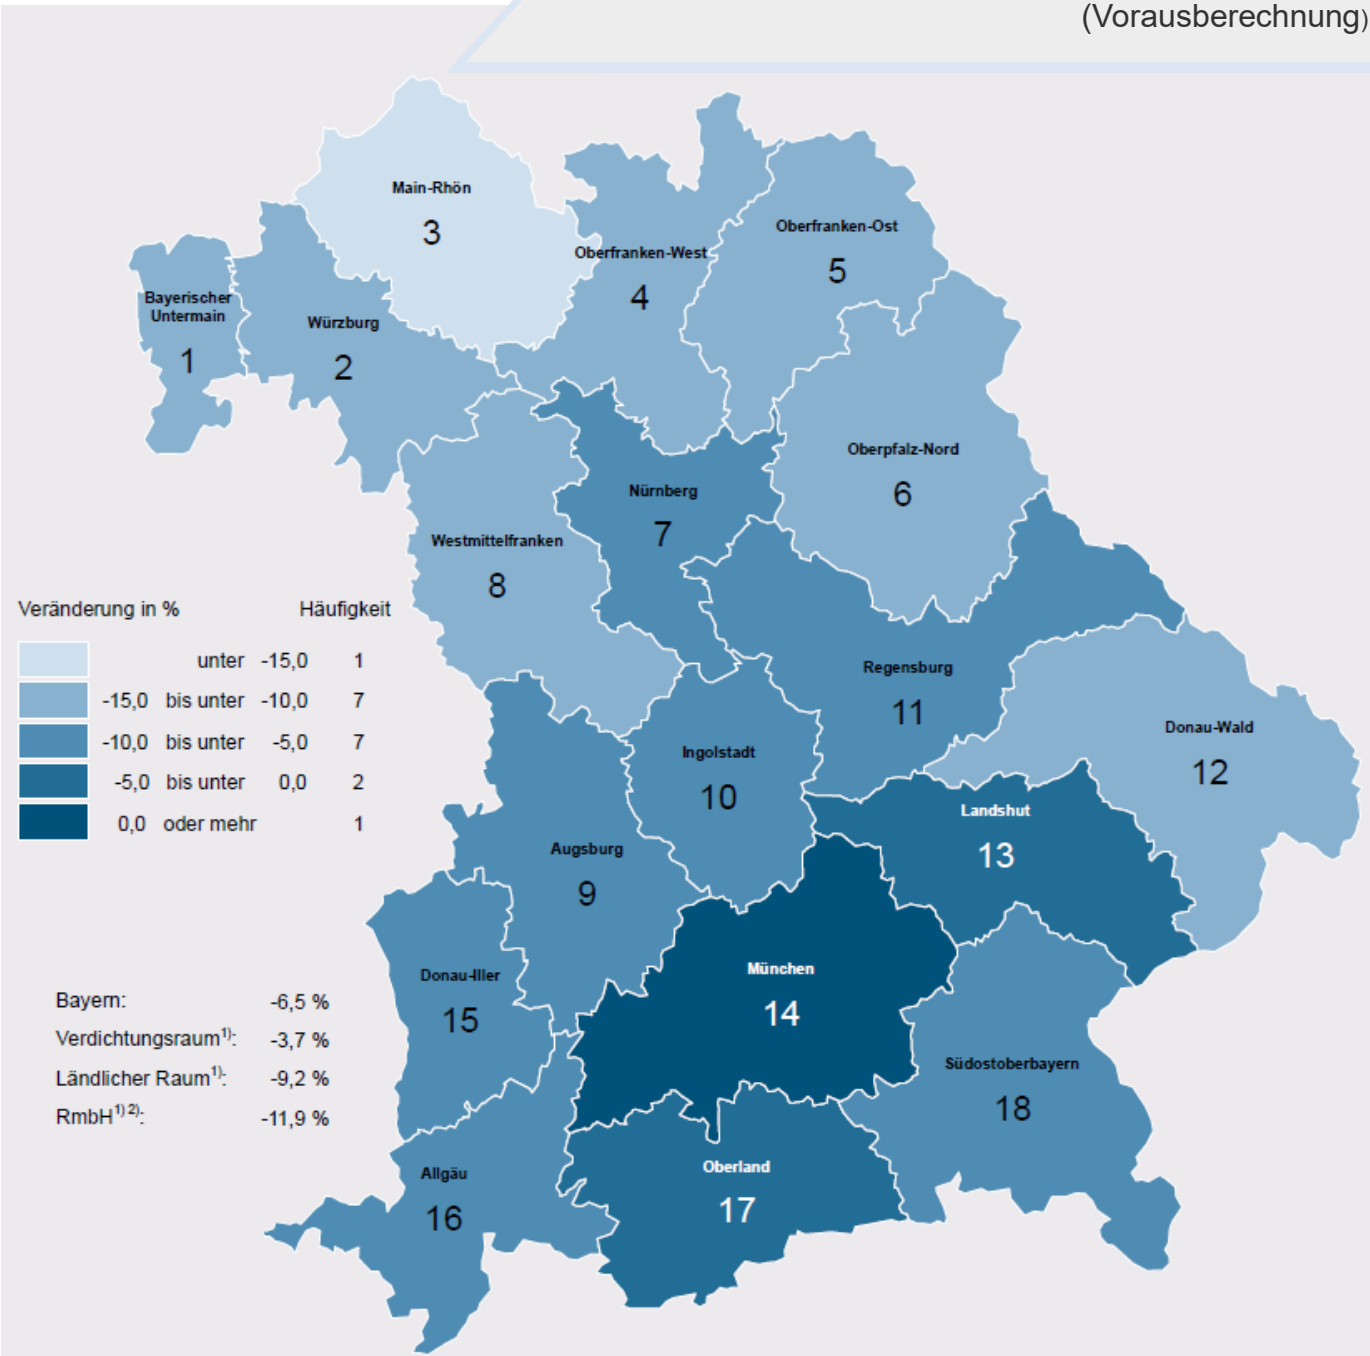 (Vorausberechnung)
Main-Rhön
3
Oberfranken-West
4
Oberfranken-Ost
5
Bayerischer
Untermain
1
Würzburg
2
Oberpfalz-Nord
6
Nürnberg
7
Westmittelfranken
8
Regensburg
11
Donau-Wald
12
Ingolstadt
10
Landshut
13
Augsburg
9
München
14
Donau-Iller
15
Südostoberbayern
18
Allgäu
16
Oberland
17
Veränderung in % Häufigkeit
unter -15,0 1
-15,0 bis unter -10,0 7
-10,0 bis unter -5,0 7
-5,0 bis unter 0,0 2
0,0 oder mehr 1
Bayern: -6,5 %
Verdichtungsraum1): -3,7 %
Ländlicher Raum1): -9,2 %
RmbH1) 2): -11,9 %